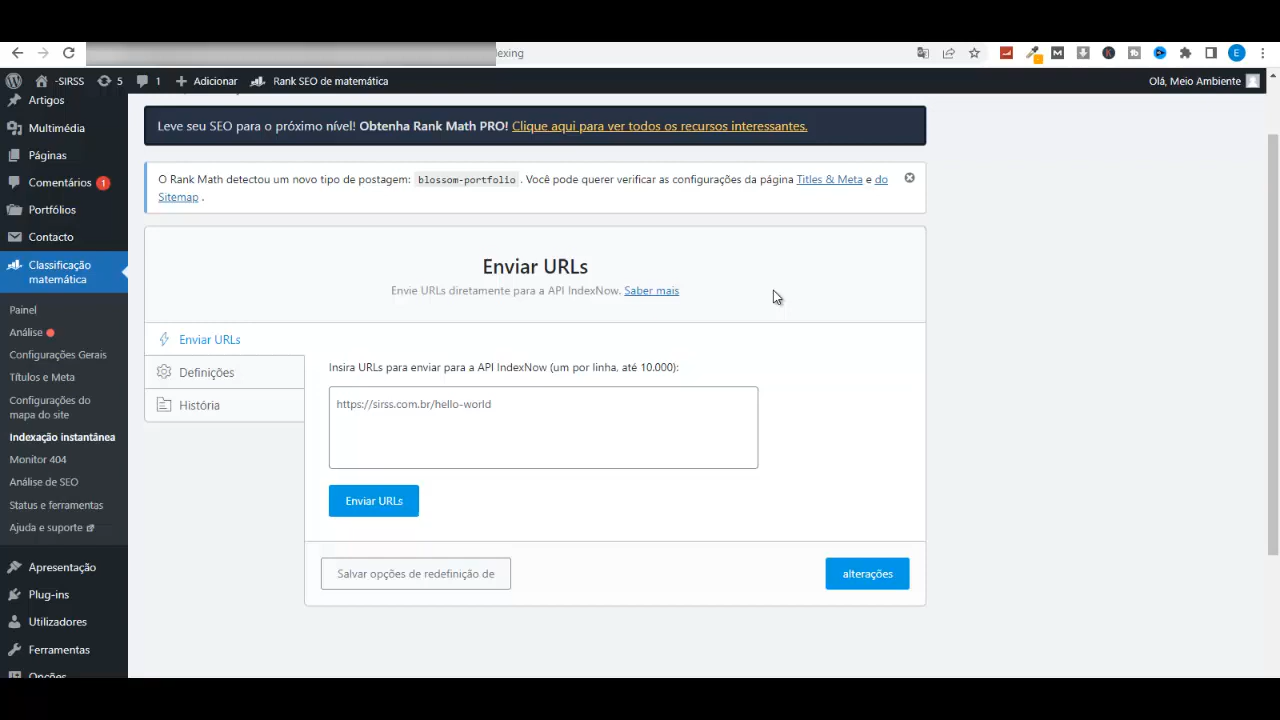 exing
E
-SIRSS 5 1 Adicionar Rank SEO de matemática Olá, Meio Ambiente
Artigos
Multimédia
Páginas
Comentários 1
Portfólios
Contacto
Classificação
matemática
Painel
Análise
Configurações Gerais
Títulos e Meta
Configurações do
mapa do site
Indexação instantânea
Monitor 404
Análise de SEO
Status e ferramentas
Ajuda e suporte
Apresentação
Plug-ins
Utilizadores
Ferramentas
Opções
Leve seu SEO para o próximo nível! Obtenha Rank Math PRO! Clique aqui para ver todos os recursos interessantes.
O Rank Math detectou um novo tipo de postagem: blossom-portfolio . Você pode querer verificar as configurações da página Titles & Meta e do
Sitemap .
Enviar URLs
Envie URLs diretamente para a API IndexNow. Saber mais
Enviar URLs
Definições
História
Insira URLs para enviar para a API IndexNow (um por linha, até 10.000):
https://sirss.com.br/hello-world
Enviar URLs
Salvar opções de redefinição de
alterações